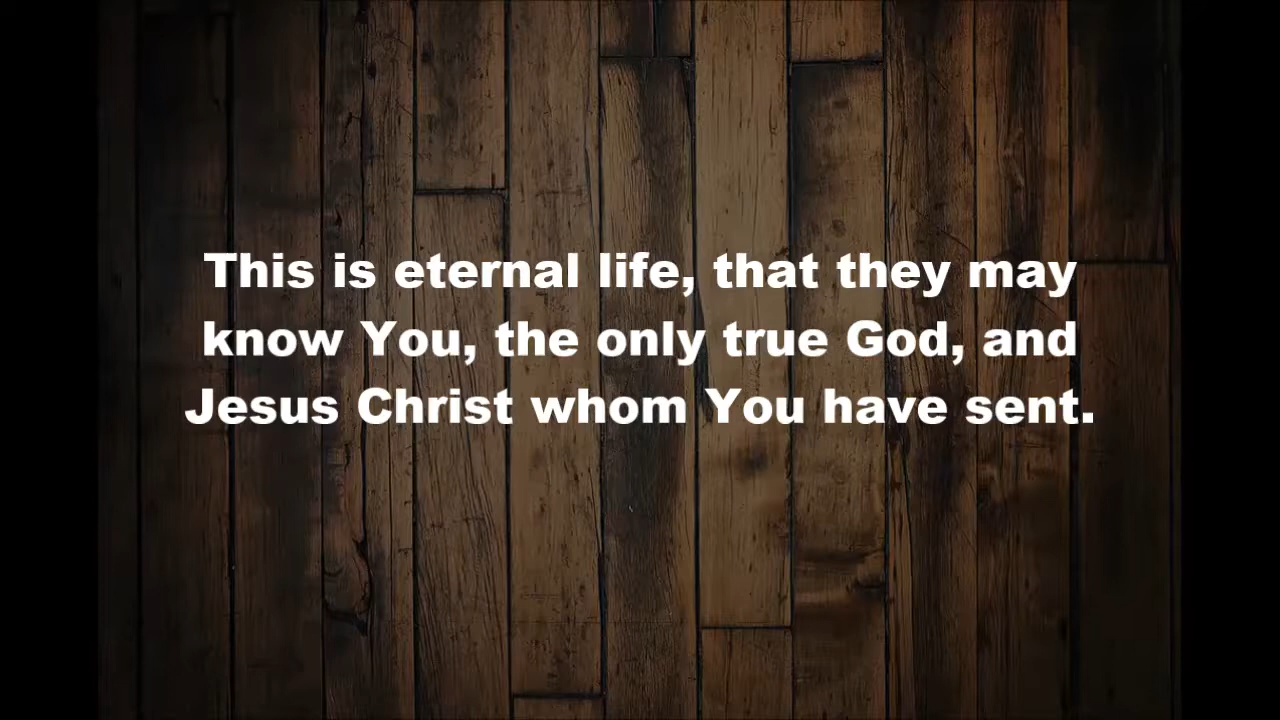 This is eternal life, that they may
know You, the only true God, and
Jesus Christ whom You have sent.